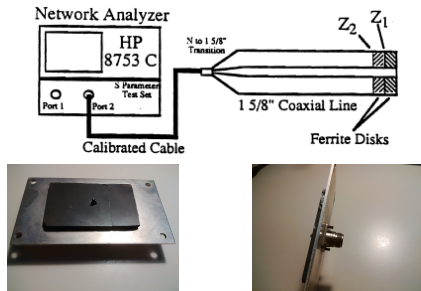 Network Analyzer
HP
8753 C
S Parameter
Test Set
Port 1
Port 2
Calibrated Cable
N to 1 5/8"
Transition
1 5/8" Coaxial Line
Z2
Z1
Ferrite Disks